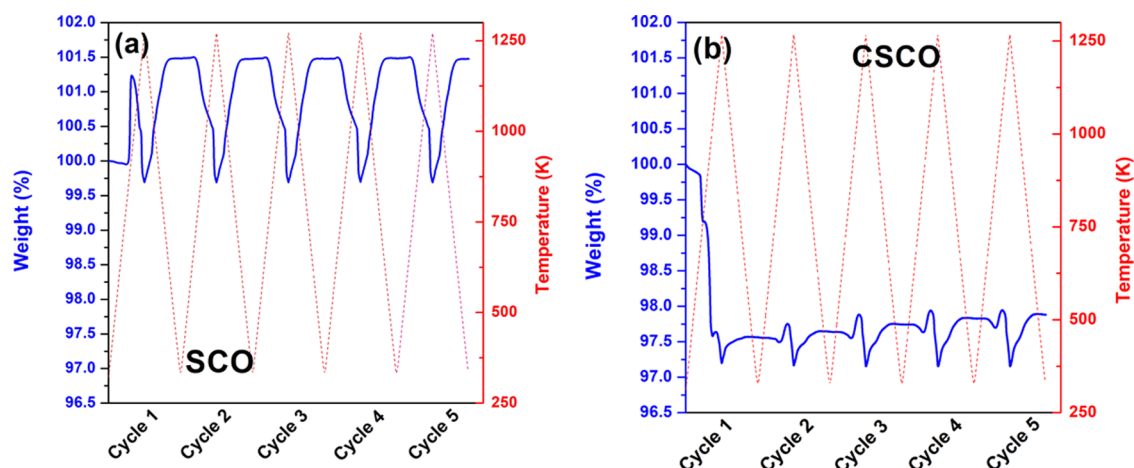 (a)
SCO
Weight (%)
102.0
101.5
101.0
100.5
100.0
99.5
99.0
98.5
98.0
97.5
97.0
96.5
Temperature (K)
1250
1000
750
500
250
Cycle 1
Cycle 2
Cycle 3
Cycle 4
Cycle 5
(b)
CSCO
Weight (%)
102.0
101.5
101.0
100.5
100.0
99.5
99.0
98.5
98.0
97.5
97.0
96.5
Temperature (K)
1250
1000
750
500
250
Cycle 1
Cycle 2
Cycle 3
Cycle 4
Cycle 5